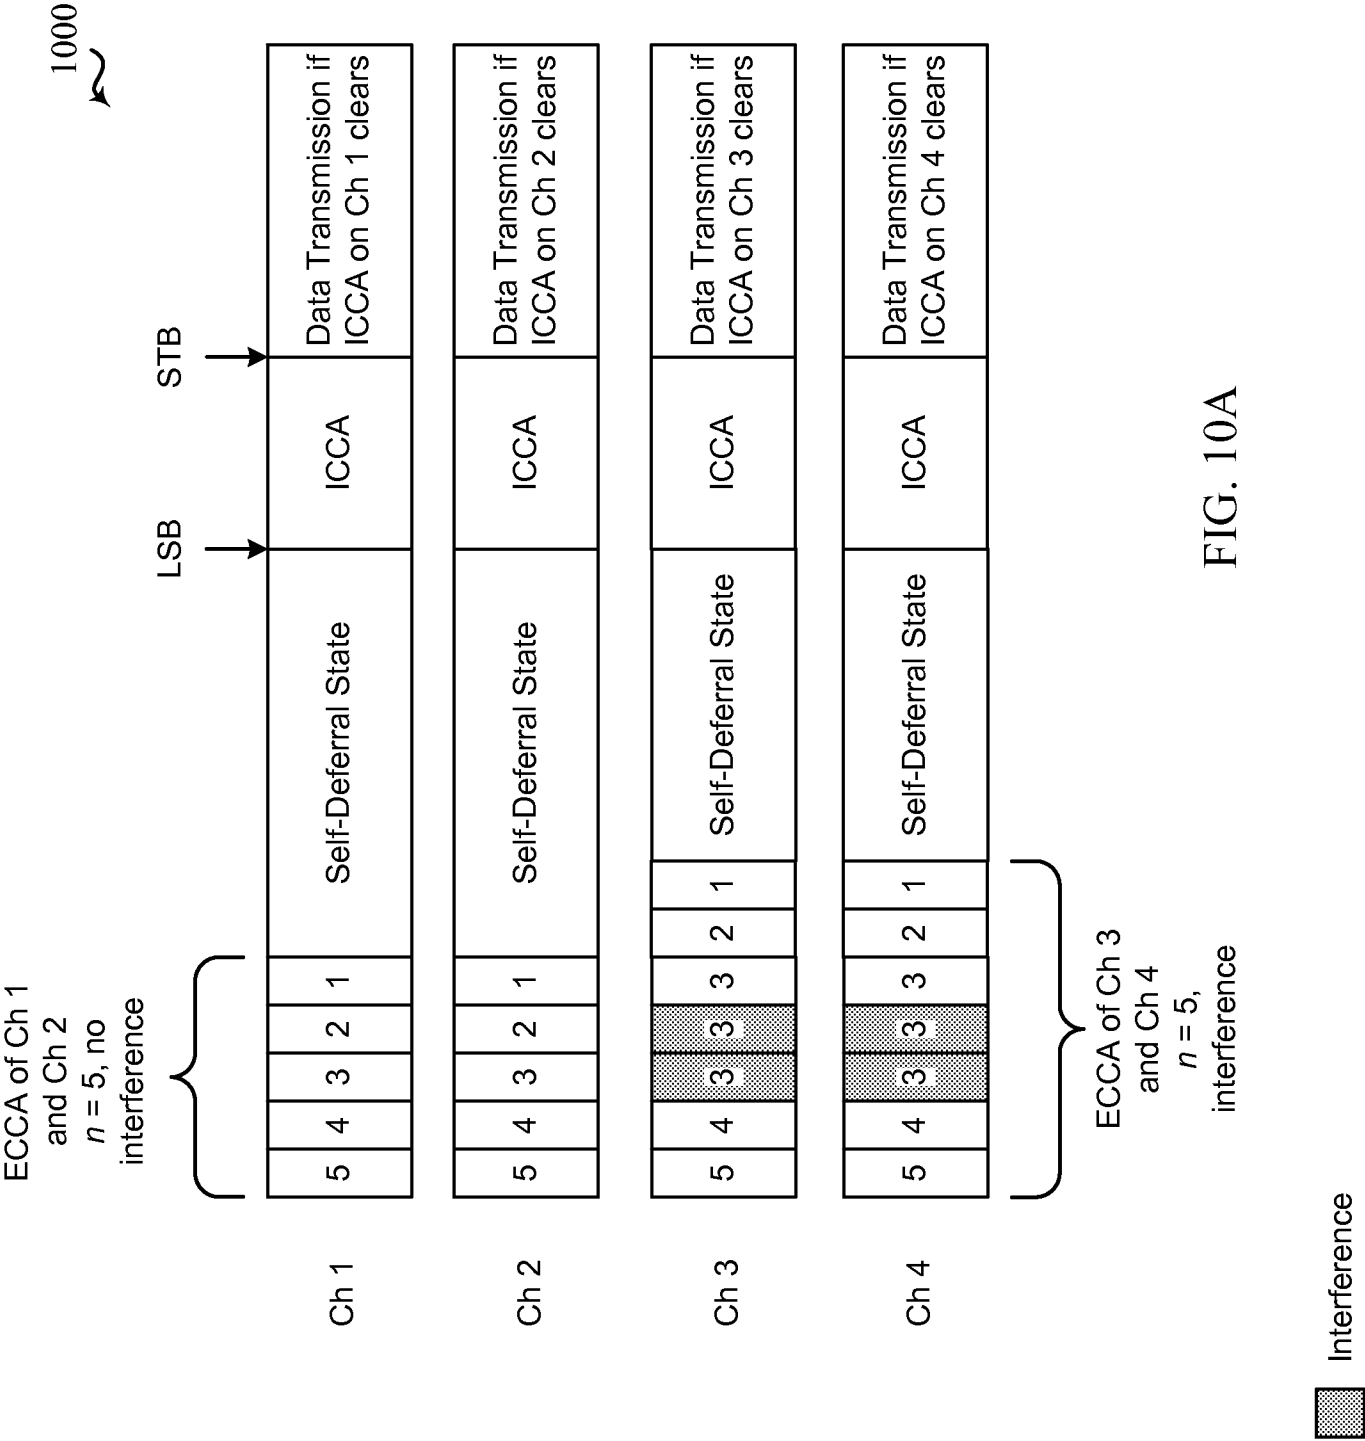 1000
ECCA of Ch 1
and Ch 2
n = 5, no
interference
LSB
STB
Ch 1
5
4
3
2
1
Self-Deferral State
ICCA
Data Transmission if
ICCA on Ch 1 clears
Ch 2
5
4
3
2
1
Self-Deferral State
ICCA
Data Transmission if
ICCA on Ch 2 clears
Ch 3
5
4
3
3
3
2
1
Self-Deferral State
ICCA
Data Transmission if
ICCA on Ch 3 clears
Ch 4
5
4
3
3
3
2
1
Self-Deferral State
ICCA
Data Transmission if
ICCA on Ch 4 clears
ECCA of Ch 3
and Ch 4
n = 5,
interference
FIG. 10A
Interference